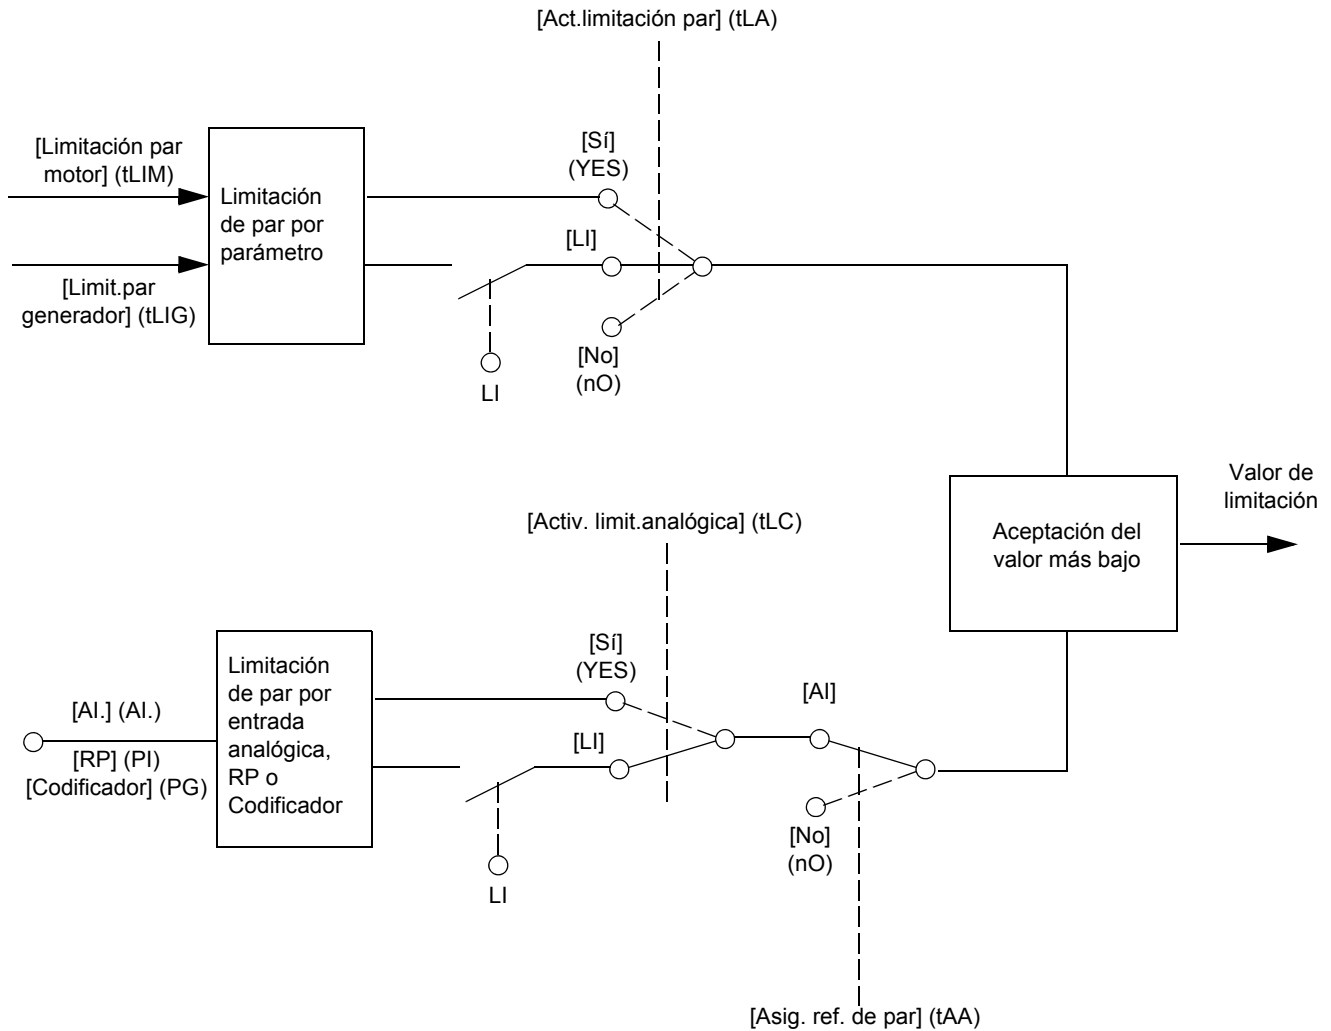 [Act.limitación par] (tLA)
[Limitación par
motor] (tLIM)
[Limit.par
generador] (tLIG)
Limitación
de par por
parámetro
[Sí]
(YES)
[LI]
[No]
(nO)
LI
[Activ. limit.analógica] (tLC)
Aceptación del
valor más bajo
Valor de
limitación
[AI.] (AI.)
[RP] (PI)
[Codificador] (PG)
Limitación
de par por
entrada
analógica,
RP o
Codificador
[Sí]
(YES)
[LI]
LI
[AI]
[No]
(nO)
[Asig. ref. de par] (tAA)